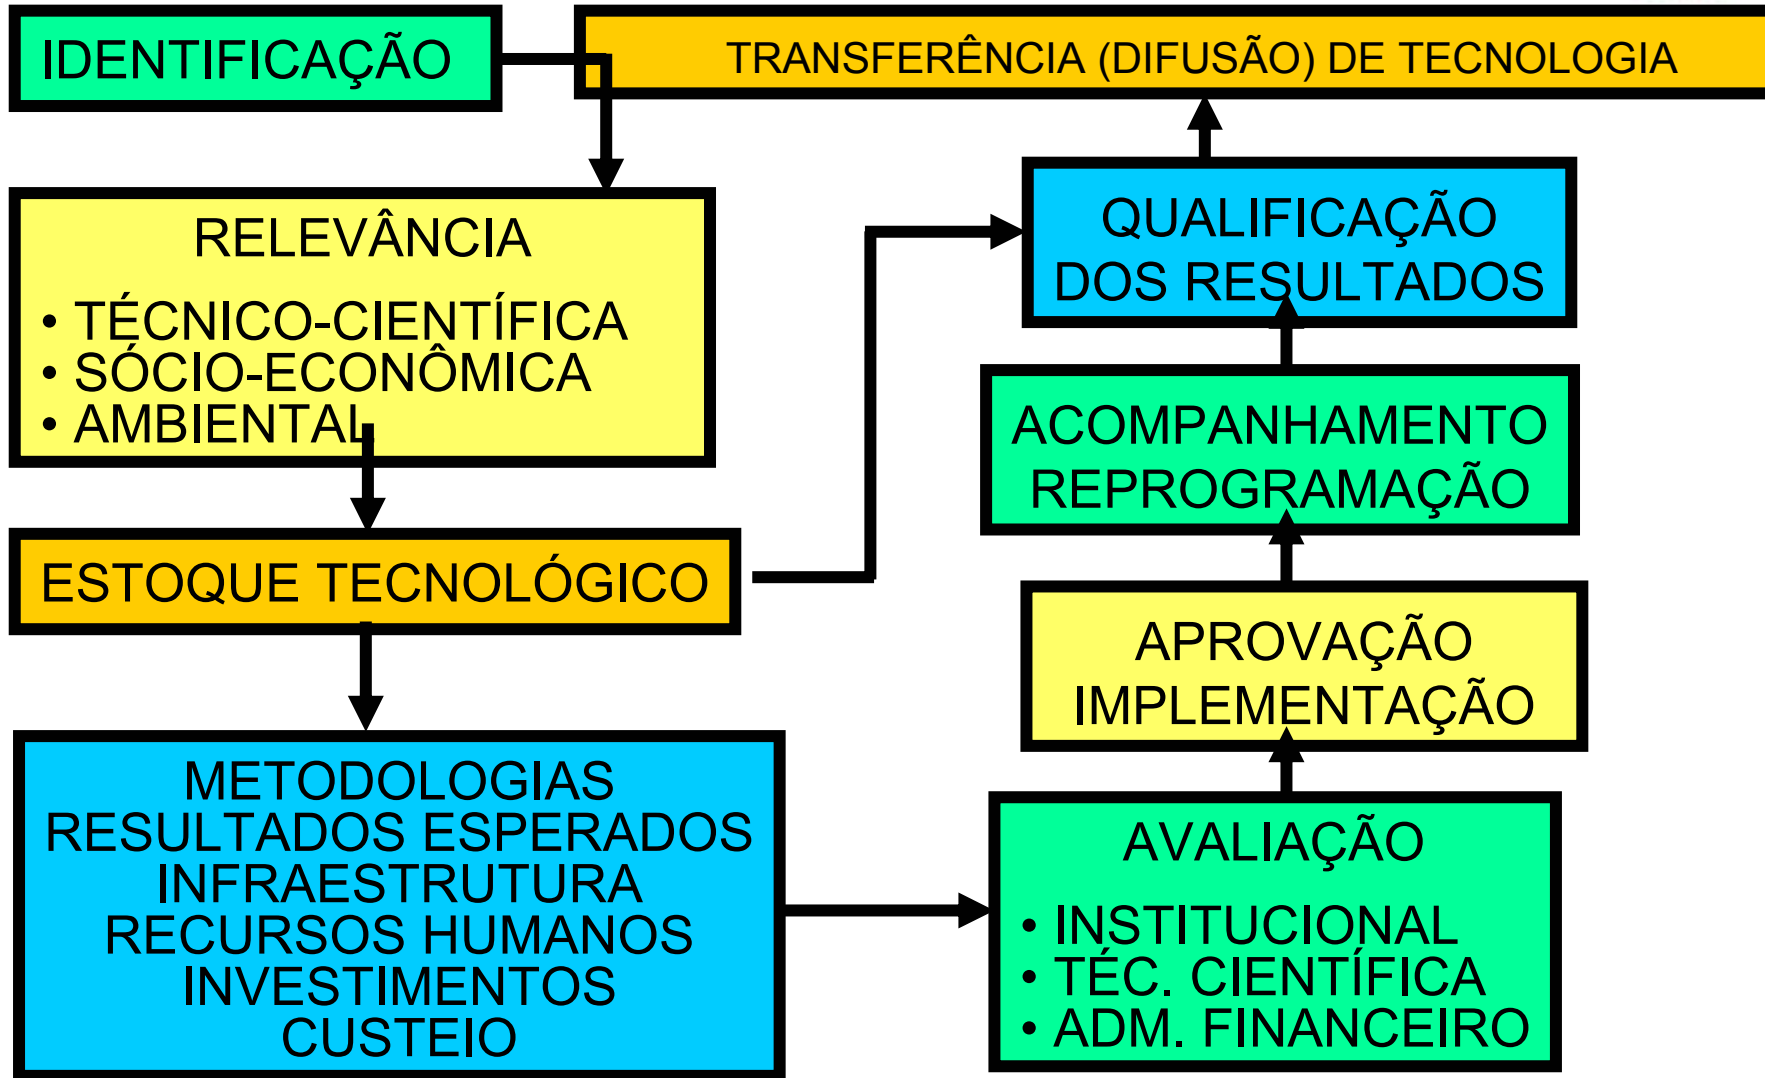 IDENTIFICAÇÃO
TRANSFERÊNCIA (DIFUSÃO) DE TECNOLOGIA
RELEVÂNCIA
• TÉCNICO-CIENTÍFICA
• SÓCIO-ECONÔMICA
• AMBIENTAL
ESTOQUE TECNOLÓGICO
METODOLOGIAS
RESULTADOS ESPERADOS
INFRAESTRUTURA
RECURSOS HUMANOS
INVESTIMENTOS
CUSTEIO
QUALIFICAÇÃO
DOS RESULTADOS
ACOMPANHAMENTO
REPROGRAMAÇÃO
APROVAÇÃO
IMPLEMENTAÇÃO
AVALIAÇÃO
• INSTITUCIONAL
• TÉC. CIENTÍFICA
• ADM. FINANCEIRO